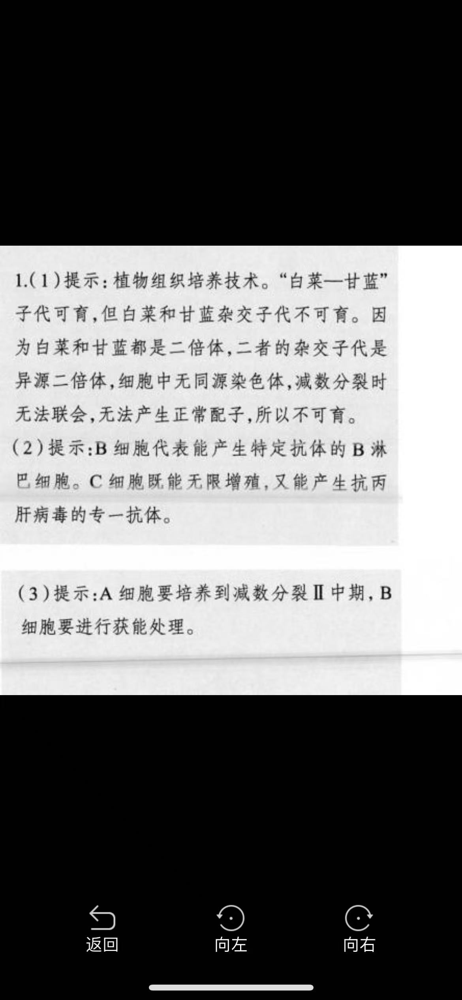 1.(1)提示:植物组织培养技术。“白菜—甘蓝”
子代可育,但白菜和甘蓝杂交子代不可育。因
为白菜和甘蓝都是二倍体,二者的杂交子代是
异源二倍体,细胞中无同源染色体,减数分裂时
无法联会,无法产生正常配子,所以不可育。
(2)提示:B 细胞代表能产生特定抗体的 B 淋
巴细胞。C 细胞既能无限增殖,又能产生抗丙
肝病毒的专一抗体。
(3)提示:A 细胞要培养到减数分裂Ⅱ中期,B
细胞要进行获能处理。
返回 向左 向右